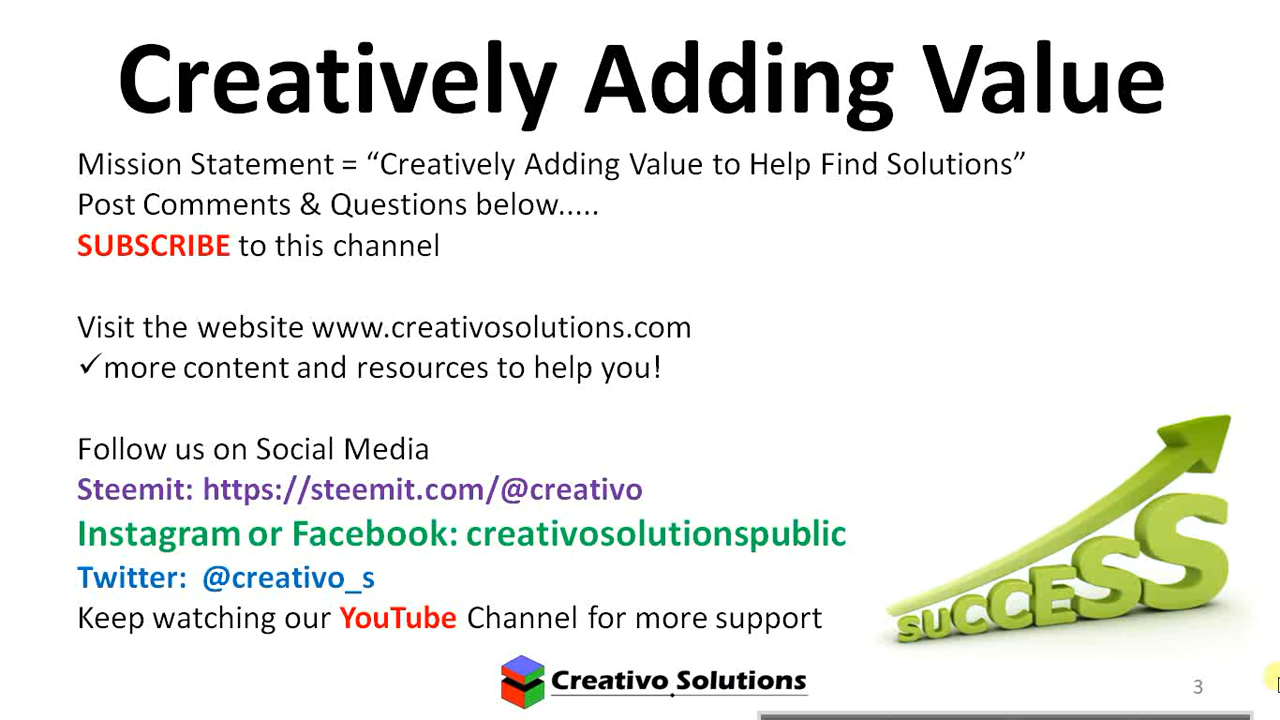 Creatively Adding Value
Mission Statement = “Creatively Adding Value to Help Find Solutions”
Post Comments & Questions below.....
SUBSCRIBE to this channel
Visit the website www.creativosolutions.com
✓more content and resources to help you!
Follow us on Social Media
Steemit: https://steemit.com/@creativo
Instagram or Facebook: creativosolutionspublic
Twitter: @creativo_s
Keep watching our YouTube Channel for more support
SUCCESS
Creativo Solutions
3